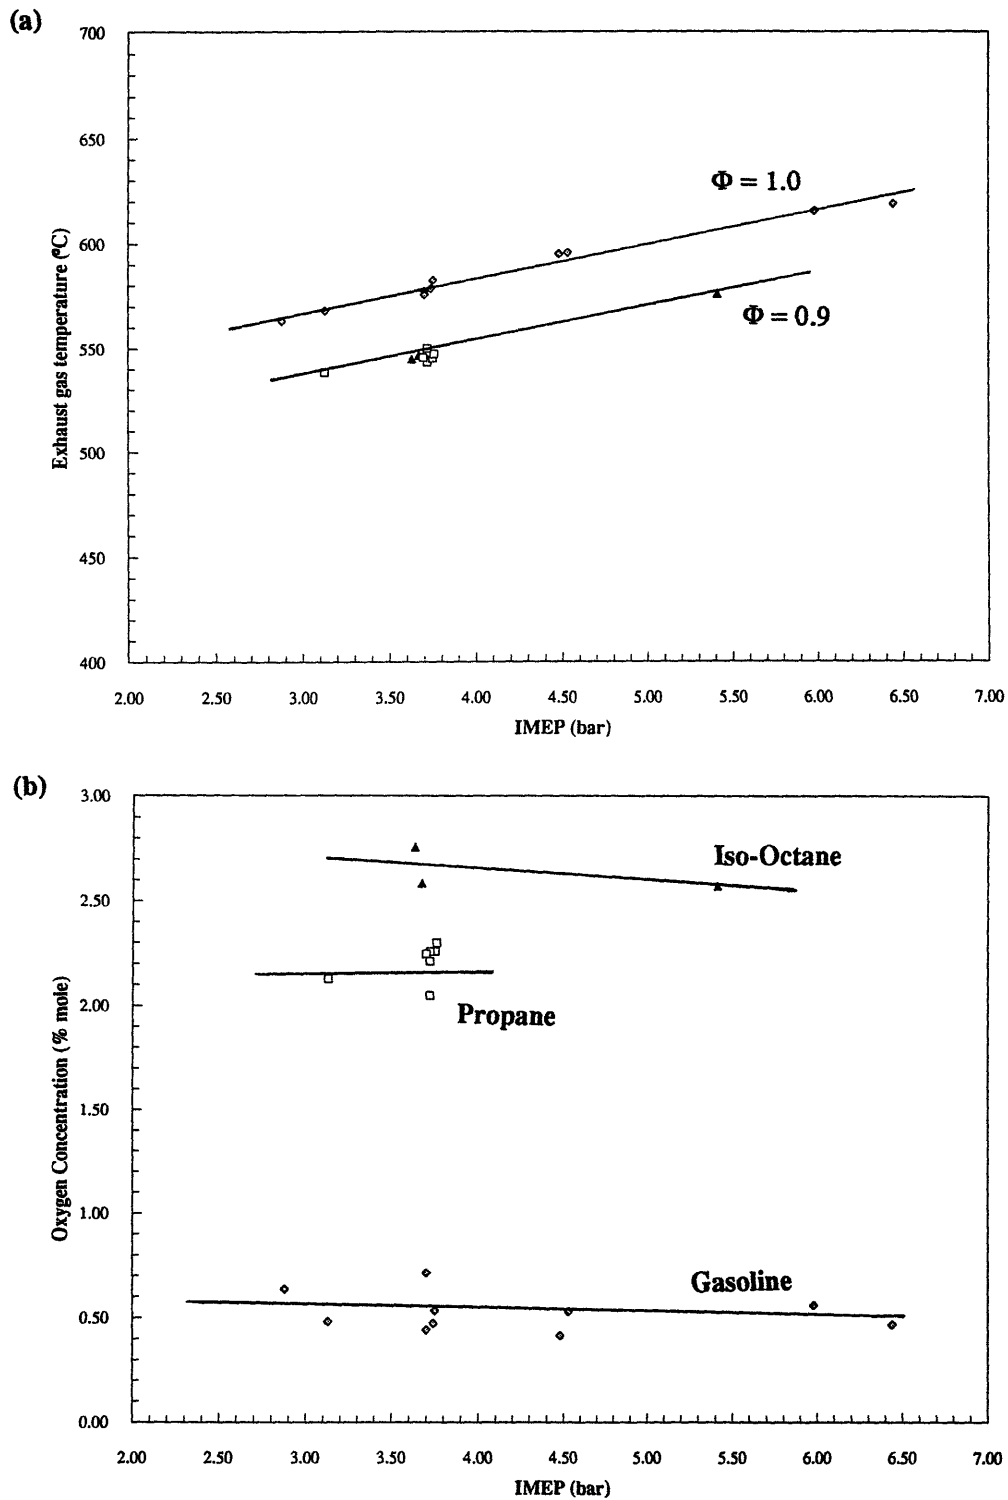 (a)
700
650
600
550
500
450
400
Exhaust gas temperature (ºC)
Φ = 1.0
Φ = 0.9
2.00 2.50 3.00 3.50 4.00 4.50 5.00 5.50 6.00 6.50 7.00
IMEP (bar)
(b)
3.00
2.50
2.00
1.50
1.00
0.50
0.00
Oxygen Concentration (% mole)
Iso-Octane
Propane
Gasoline
2.00 2.50 3.00 3.50 4.00 4.50 5.00 5.50 6.00 6.50 7.00
IMEP (bar)